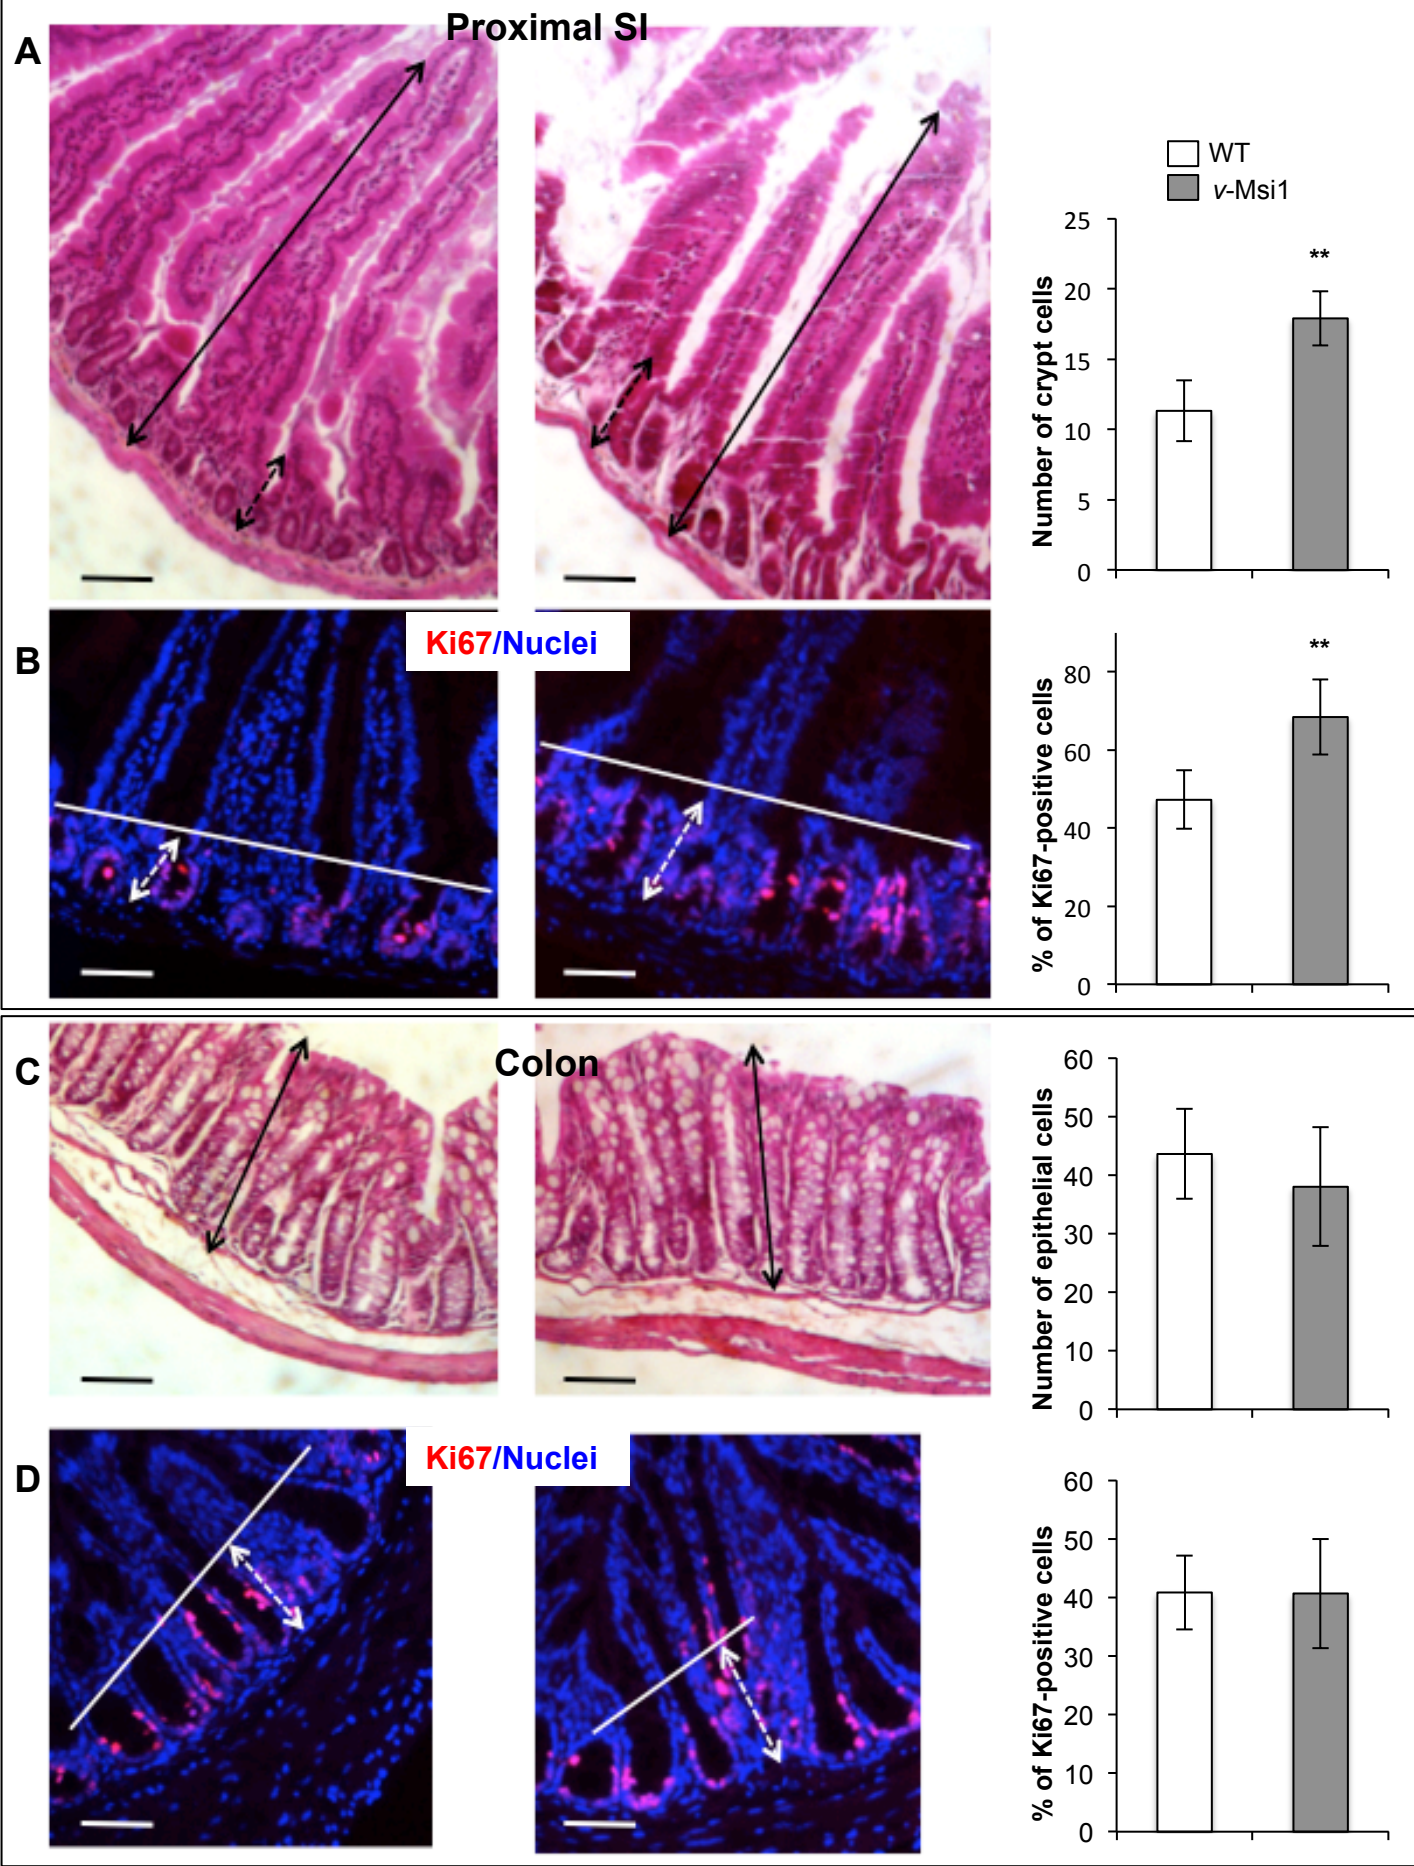 Proximal SI
A
WT
v-Msi1
Number of crypt cells
25
20
15
10
5
0
**
B
Ki67/Nuclei
% of Ki67-positive cells
80
60
40
20
0
**
C
Colon
Number of epithelial cells
60
50
40
30
20
10
0
D
Ki67/Nuclei
% of Ki67-positive cells
60
50
40
30
20
10
0